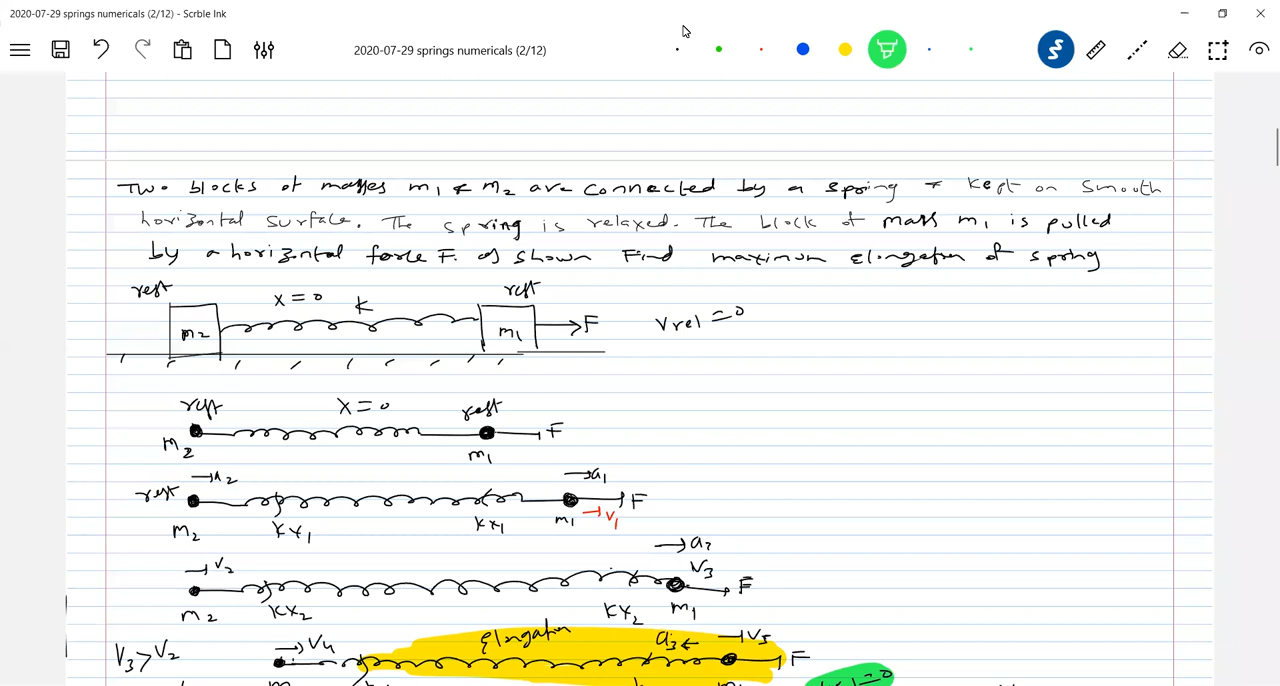 2020-07-29 springs numericals (2/12) - Scrble Ink
2020-07-29 springs numericals (2/12)
Two blocks of masses m1 & m2 are connected by a spring & kept on smooth
horizontal surface. The spring is relaxed. The block of mass m1 is pulled
by a horizontal force F. as shown Find maximum elongation of spring
rest x=0 K rest
m2 m1 F Vrel=0
rest x=0 rest
m2 m1 F
rest a2 a1
m2 Kx1 Kx1 m1 F
V1
V2 a2
V3 F
m2 Kx2 Kx2 m1
V3>V2 V4 Elongation a3 V5 F